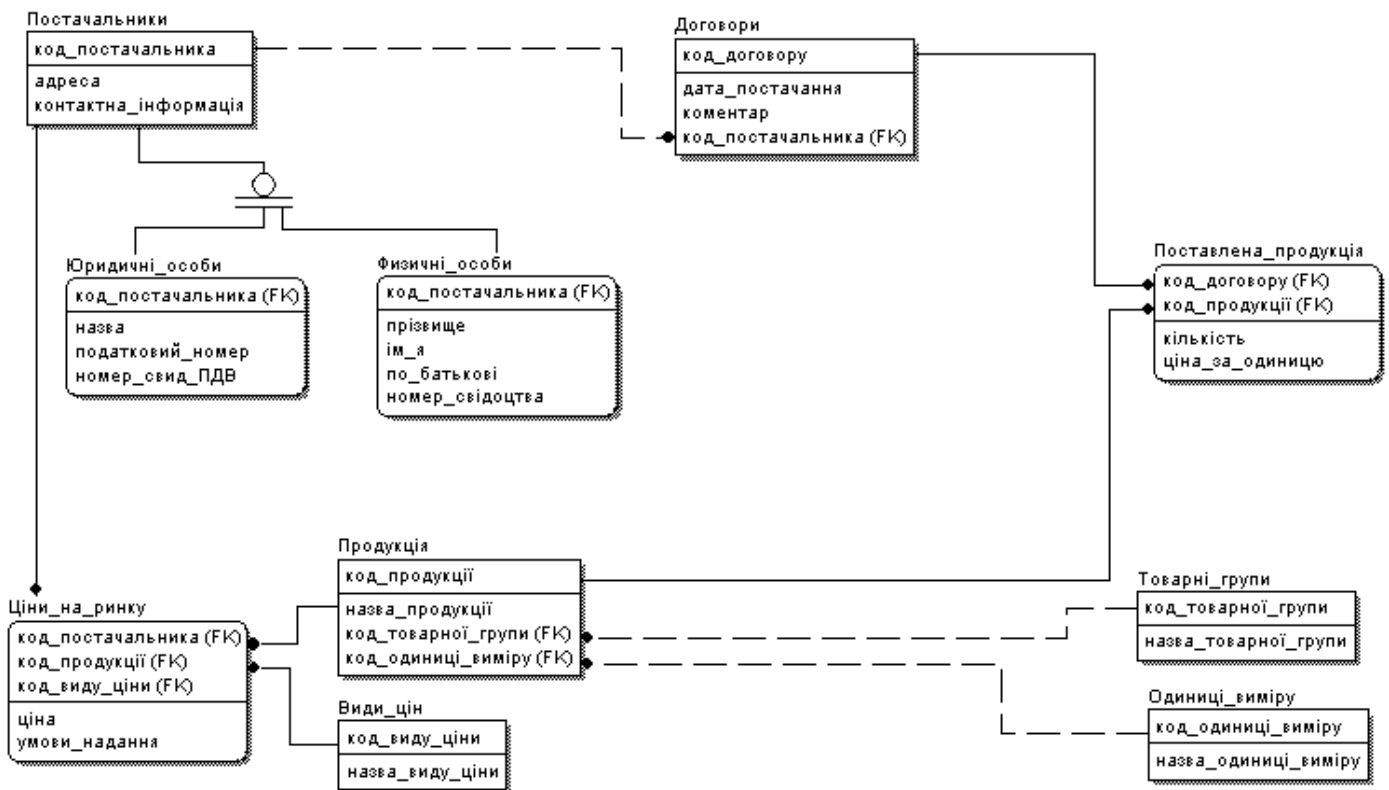 Постачальники
код_постачальника
адреса
контактна_інформація
Договори
код_договору
дата_постачання
коментар
код_постачальника (FK)
Юридичні_особи
код_постачальника (FK)
назва
податковий_номер
номер_свид_ПДВ
Физичні_особи
код_постачальника (FK)
прізвище
ім_я
по_батькові
номер_свідоцтва
Поставлена_продукція
код_договору (FK)
код_продукції (FK)
кількість
ціна_за_одиницю
Ціни_на_ринку
код_постачальника (FK)
код_продукції (FK)
код_виду_ціни (FK)
ціна
умови_надання
Продукція
код_продукції
назва_продукції
код_товарної_групи (FK)
код_одиниці_виміру (FK)
Види_цін
код_виду_ціни
назва_виду_ціни
Товарні_групи
код_товарної_групи
назва_товарної_групи
Одиниці_виміру
код_одиниці_виміру
назва_одиниці_виміру